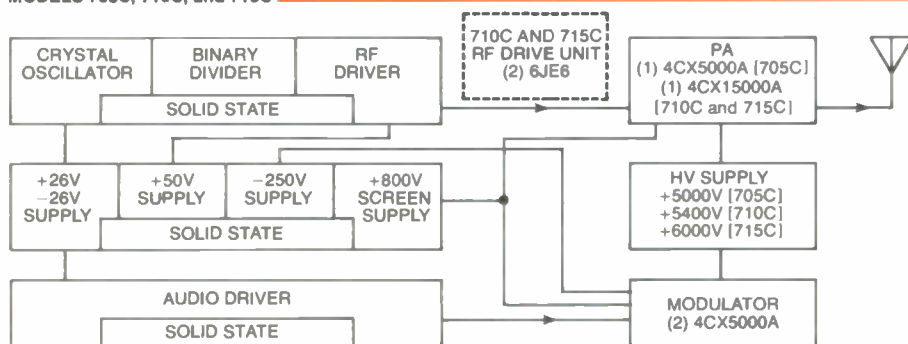 MODELS 705C, 710C, and 715C
CRYSTAL
OSCILLATOR
BINARY
DIVIDER
RF
DRIVER
SOLID STATE
710C AND 715C
RF DRIVE UNIT
(2) 6JE6
PA
(1) 4CX5000A [705C]
(1) 4CX15000A
[710C and 715C]
+26V
−26V
SUPPLY
+50V
SUPPLY
−250V
SUPPLY
+800V
SCREEN
SUPPLY
SOLID STATE
HV SUPPLY
+5000V [705C]
+5400V [710C]
+6000V [715C]
AUDIO DRIVER
SOLID STATE
MODULATOR
(2) 4CX5000A